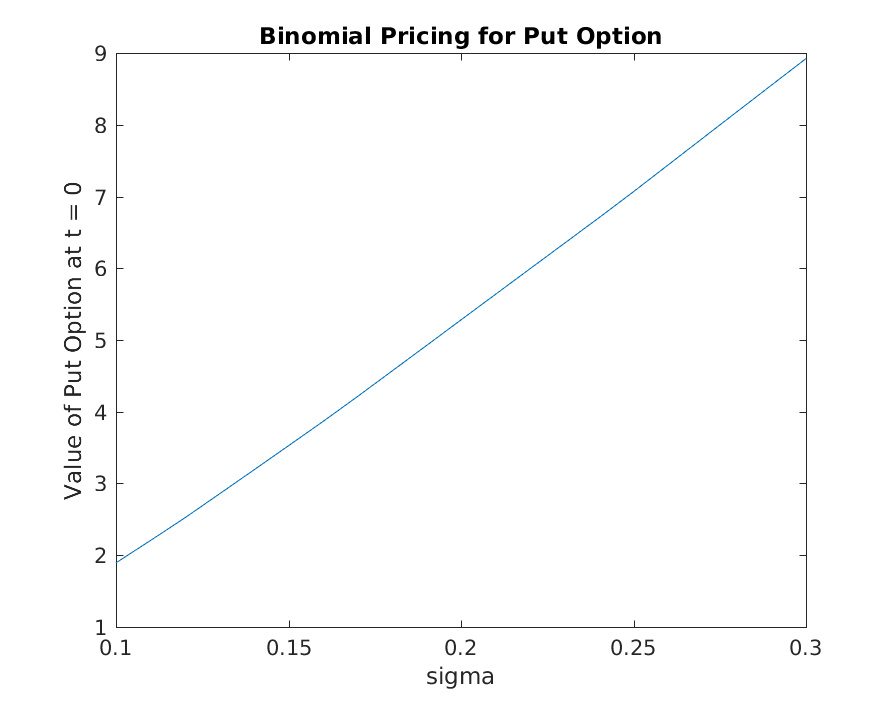 Binomial Pricing for Put Option
9
8
7
6
5
4
3
2
1
Value of Put Option at t = 0
0.1 0.15 0.2 0.25 0.3
sigma